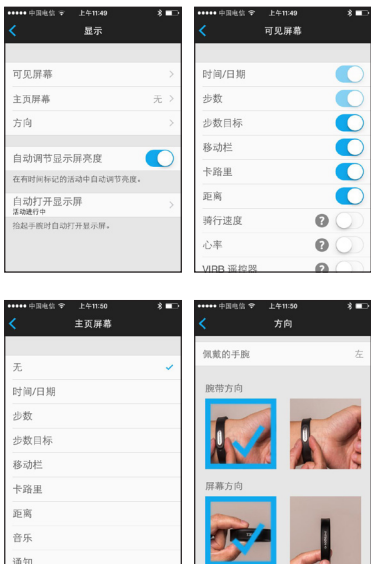 中国电信 上午11:49
显示
可见屏幕
主页屏幕 无
方向
自动调节显示屏亮度
在有时间标记的活动中自动调节亮度。
自动打开显示屏
活动进行中
抬起手腕时自动打开显示屏。
中国电信 上午11:49
可见屏幕
时间/日期
步数
步数目标
移动栏
卡路里
距离
骑行速度 ?
心率 ?
VIRB 遥控器 ?
中国电信 上午11:50
主页屏幕
无
时间/日期
步数
步数目标
移动栏
卡路里
距离
音乐
通知
中国电信 上午11:50
方向
佩戴的手腕 左
腕带方向
屏幕方向